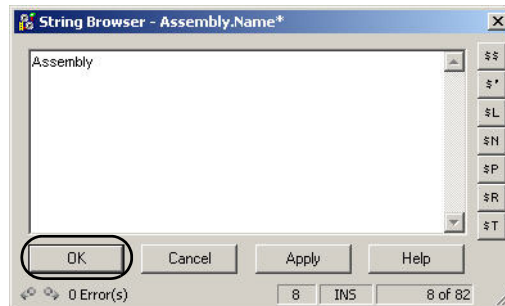 String Browser - Assembly.Name*
Assembly
$$
$'
$L
$N
$P
$R
$T
OK Cancel Apply Help
0 Error(s) 8 INS 8 of 82